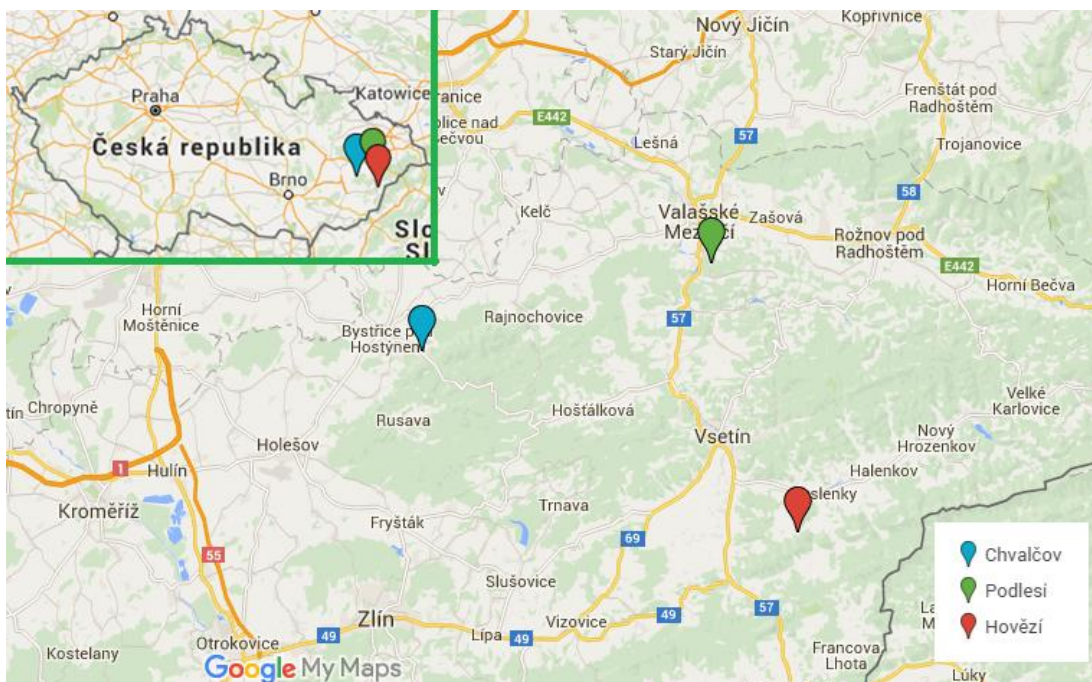 Praha
Katowice
Česká republika
Brno
Nový Jičín
Kopřivnice
Starý Jičín
Frenštát pod
Radhoštěm
E442
57
Lešná
Trojanovice
58
Kelč
Valašské
Zašová
Rožnov pod
Radhoštěm
E442
Horní Bečva
Horní
Moštěnice
Rajnochovice
57
Bystřice
Hostýnem
Chropyně
Rusava
Hošťálková
Velké
Karlovice
Holešov
Vsetín
Nový
Hrozenkov
1
Hulín
Halenkov
slenky
Kroměříž
Trnava
Fryšták
69
55
Slušovice
Chvalčov
Podlesí
Hovězí
Zlín
49
Vizovice
57
Otrokovice
49
Lípa
49
Kostelany
Francova
Lhota
Lúky
Google My Maps